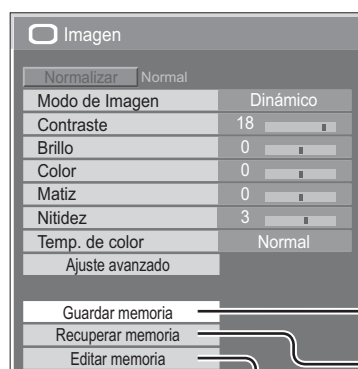 Imagen
Normalizar Normal
Modo de Imagen Dinámico
Contraste 18
Brillo 0
Color 0
Matiz 0
Nitidez 3
Temp. de color Normal
Ajuste avanzado
Guardar memoria
Recuperar memoria
Editar memoria